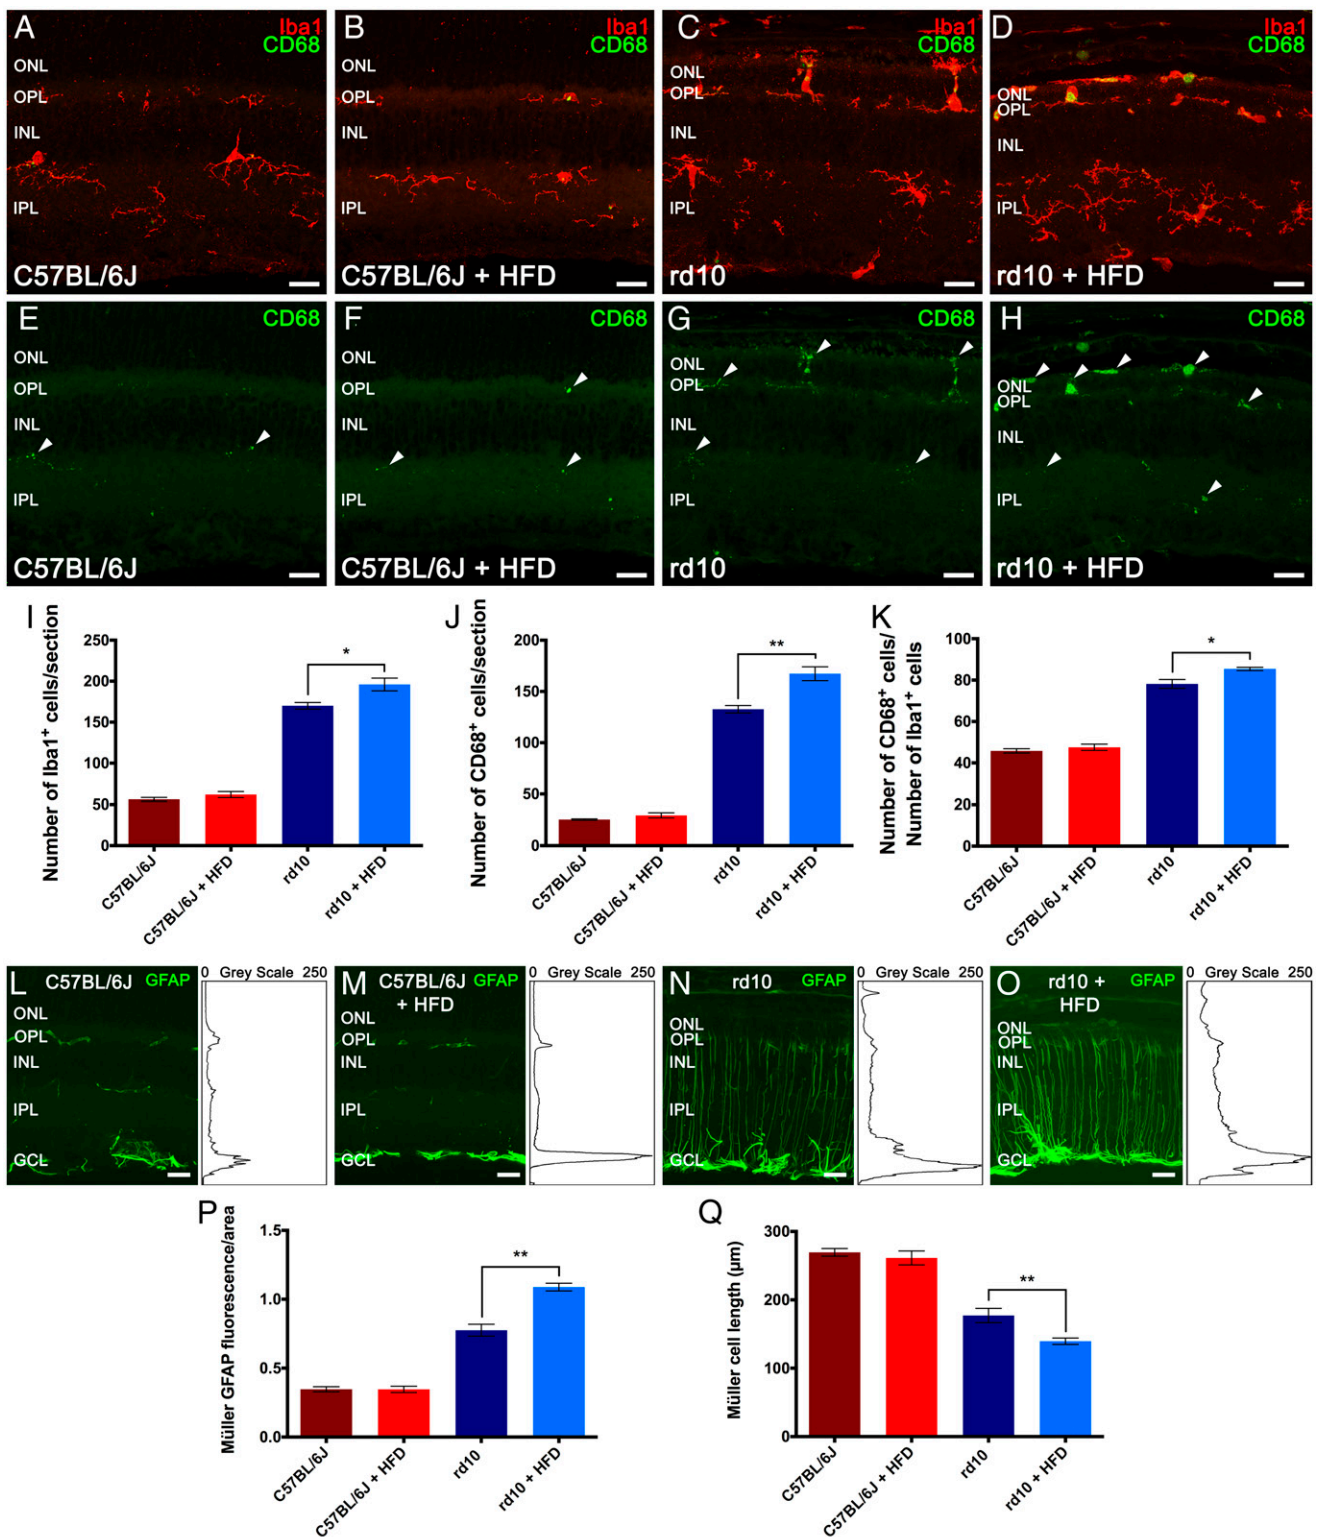 A
Iba1
CD68
ONL
OPL
INL
IPL
C57BL/6J
B
Iba1
CD68
ONL
OPL
INL
IPL
C57BL/6J + HFD
C
Iba1
CD68
ONL
OPL
INL
IPL
rd10
D
Iba1
CD68
ONL
OPL
INL
IPL
rd10 + HFD
E
CD68
ONL
OPL
INL
IPL
C57BL/6J
F
CD68
ONL
OPL
INL
IPL
C57BL/6J + HFD
G
CD68
ONL
OPL
INL
IPL
rd10
H
CD68
ONL
OPL
INL
IPL
rd10 + HFD
I
Number of Iba1⁺ cells/section
250
200
150
100
50
0
*
C57BL/6J
C57BL/6J + HFD
rd10
rd10 + HFD
J
Number of CD68⁺ cells/section
200
150
100
50
0
**
C57BL/6J
C57BL/6J + HFD
rd10
rd10 + HFD
K
Number of CD68⁺ cells/
Number of Iba1⁺ cells
100
80
60
40
20
0
*
C57BL/6J
C57BL/6J + HFD
rd10
rd10 + HFD
L
C57BL/6J
GFAP
ONL
OPL
INL
IPL
GCL
0 Grey Scale 250
M
C57BL/6J
+ HFD
GFAP
ONL
OPL
INL
IPL
GCL
0 Grey Scale 250
N
rd10
GFAP
ONL
OPL
INL
IPL
GCL
0 Grey Scale 250
O
rd10 +
HFD
GFAP
ONL
OPL
INL
IPL
GCL
0 Grey Scale 250
P
Müller GFAP fluorescence/area
1.5
1.0
0.5
0.0
**
C57BL/6J
C57BL/6J + HFD
rd10
rd10 + HFD
Q
Müller cell length (µm)
300
200
100
0
**
C57BL/6J
C57BL/6J + HFD
rd10
rd10 + HFD